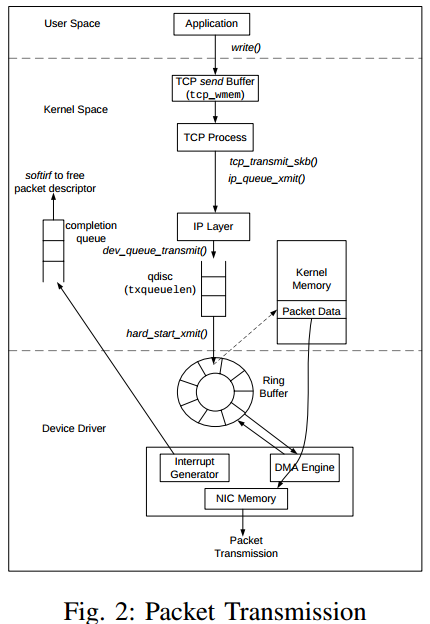 User Space
Application
write()
TCP send Buffer
(tcp_wmem)
Kernel Space
TCP Process
tcp_transmit_skb()
ip_queue_xmit()
softirf to free
packet descriptor
completion
queue
IP Layer
dev_queue_transmit()
qdisc
(txqueuelen)
Kernel
Memory
Packet Data
hard_start_xmit()
Ring
Buffer
Device Driver
Interrupt
Generator
DMA Engine
NIC Memory
Packet
Transmission
Fig. 2: Packet Transmission